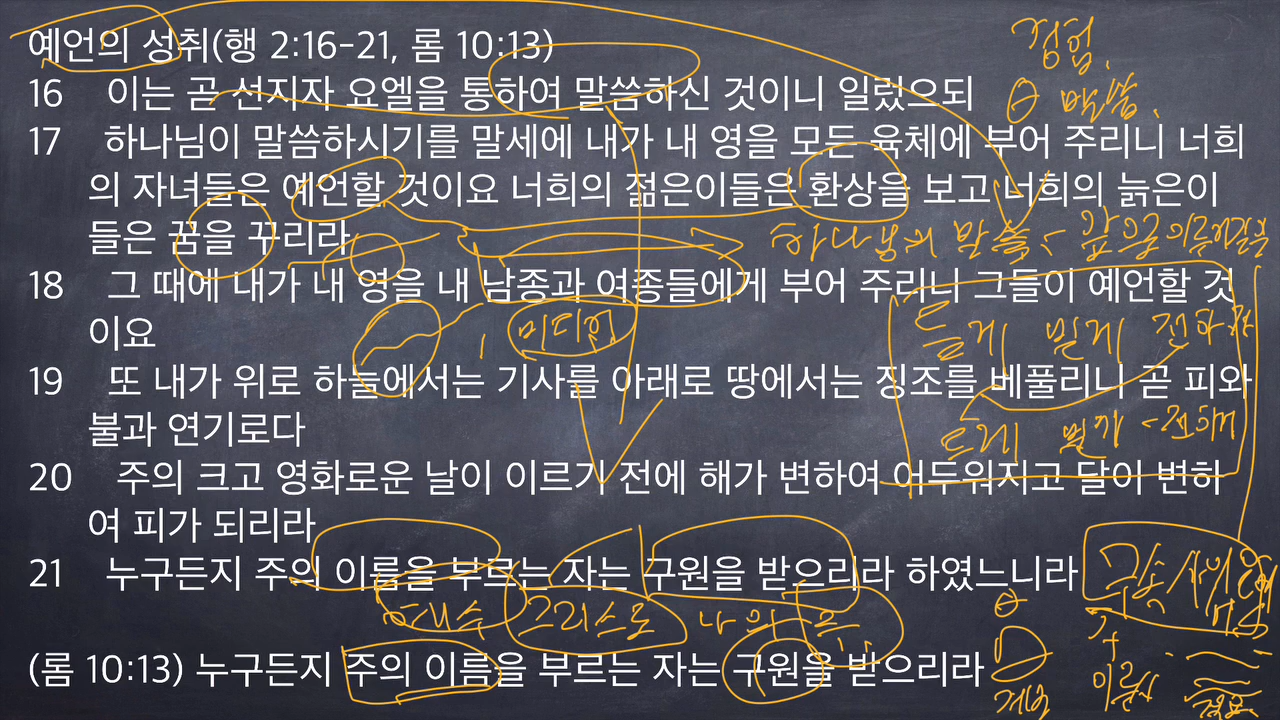 예언의 성취(행 2:16-21, 롬 10:13)
경험.
16 이는 곧 선지자 요엘을 통하여 말씀하신 것이니 일렀으되
말씀.
17 하나님이 말씀하시기를 말세에 내가 내 영을 모든 육체에 부어 주리니 너희
의 자녀들은 예언할 것이요 너희의 젊은이들은 환상을 보고 너희의 늙은이
들은 꿈을 꾸리라
하나님의 말씀
18 그 때에 내가 내 영을 내 남종과 여종들에게 부어 주리니 그들이 예언할 것
이요
듣게 믿게
19 또 내가 위로 하늘에서는 기사를 아래로 땅에서는 징조를 베풀리니 곧 피와
불과 연기로다
20 주의 크고 영화로운 날이 이르기 전에 해가 변하여 어두워지고 달이 변하
여 피가 되리라
21 누구든지 주의 이름을 부르는 자는 구원을 받으리라 하였느니라
구속
예수 그리스도 나의 주
(롬 10:13) 누구든지 주의 이름을 부르는 자는 구원을 받으리라
주
이름